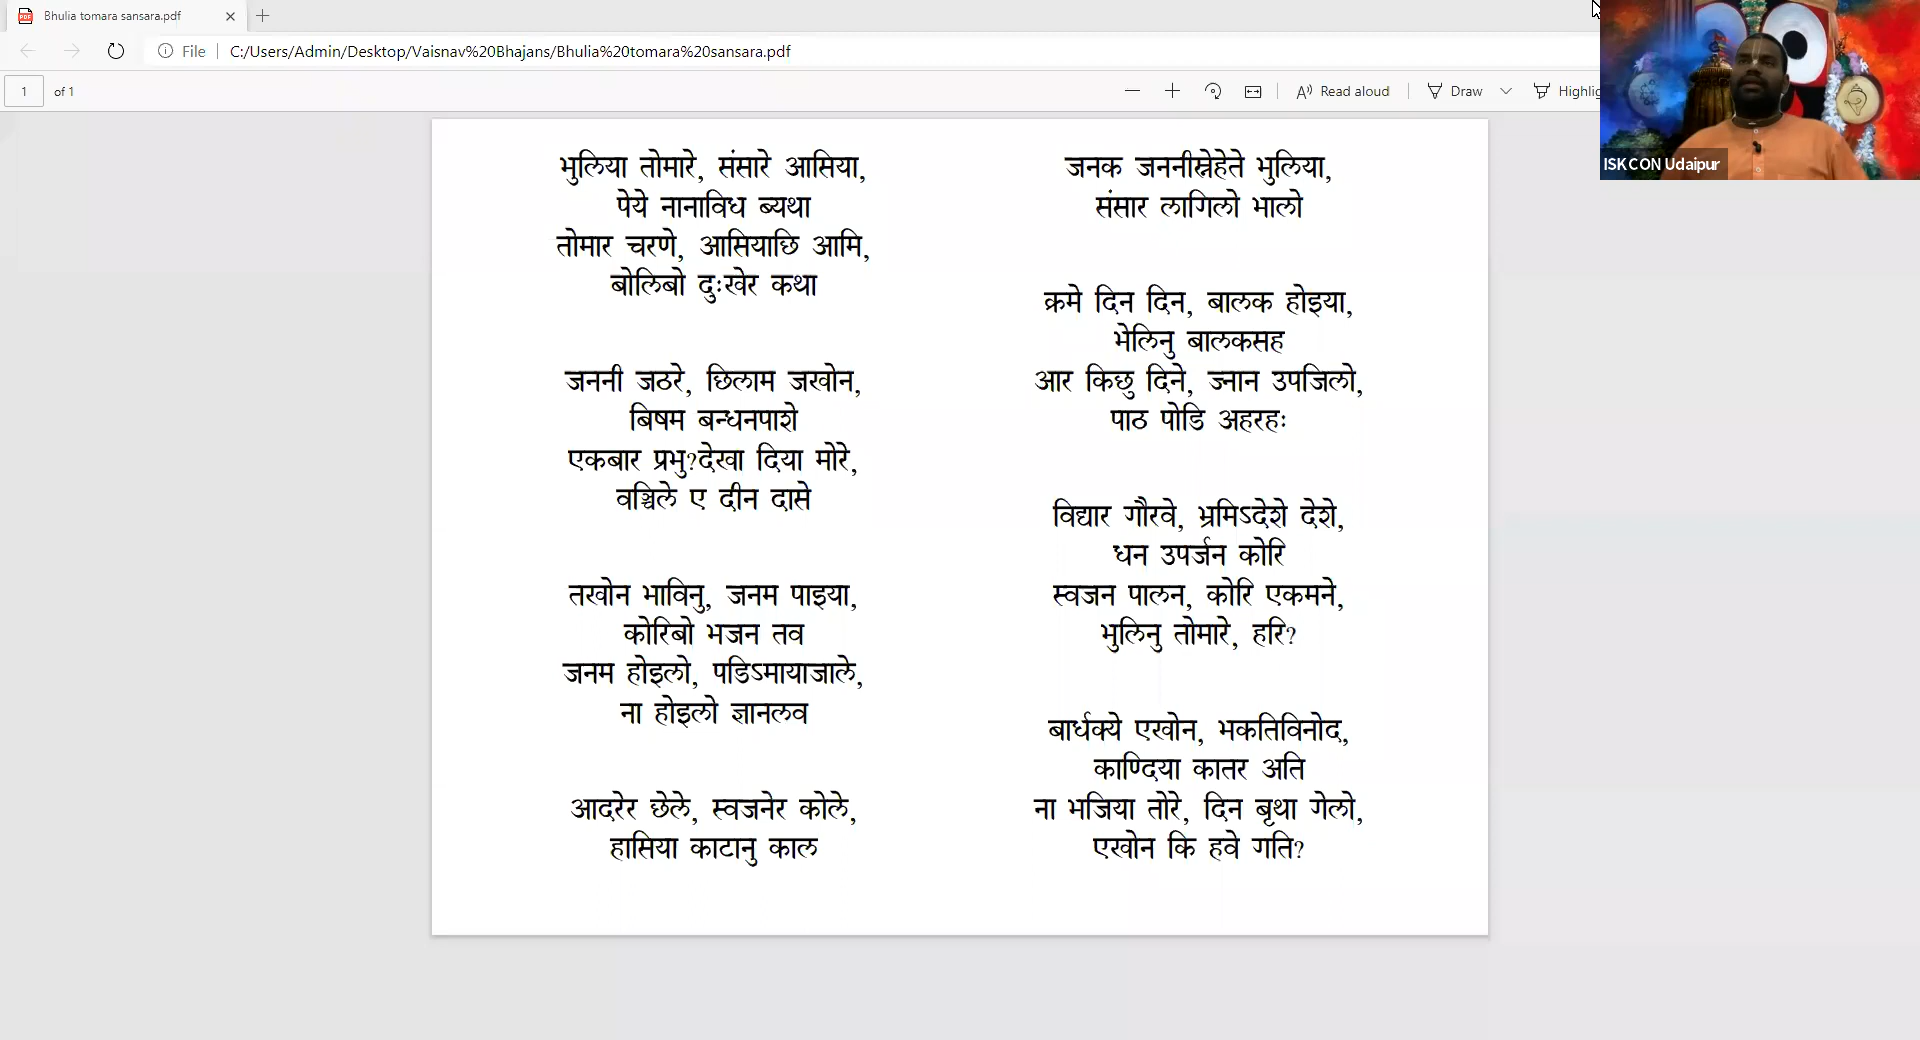 Bhulia tomara sansara.pdf
File
C:/Users/Admin/Desktop/Vaisnav%20Bhajans/Bhulia%20tomara%20sansara.pdf
1 of 1
Read aloud
Draw
ISKCON Udaipur
भुलिया तोमारे, संसारे आसिया,
पेये नानाविध ब्यथा
तोमार चरणे, आसियाछि आमि,
बोलिबो दुःखेर कथा
जननी जठरे, छिलाम जखोन,
बिषम बन्धनपाशे
एकबार प्रभु?देखा दिया मोरे,
वञ्चिले ए दीन दासे
तखोन भाविनु, जनम पाइया,
कोरिबो भजन तव
जनम होइलो, पडिऽमायाजाले,
ना होइलो ज्ञानलव
आदरेर छेले, स्वजनेर कोले,
हासिया काटानु काल
जनक जननीस्नेहेते भुलिया,
संसार लागिलो भालो
क्रमे दिन दिन, बालक होइया,
भेलिनु बालकसह
आर किछु दिने, ज्नान उपजिलो,
पाठ पोडि अहरहः
विद्यार गौरवे, भ्रमिऽदेशे देशे,
धन उपर्जन कोरि
स्वजन पालन, कोरि एकमने,
भुलिनु तोमारे, हरि?
बार्धक्ये एखोन, भकतिविनोद,
काण्दिया कातर अति
ना भजिया तोरे, दिन बृथा गेलो,
एखोन कि हवे गति?